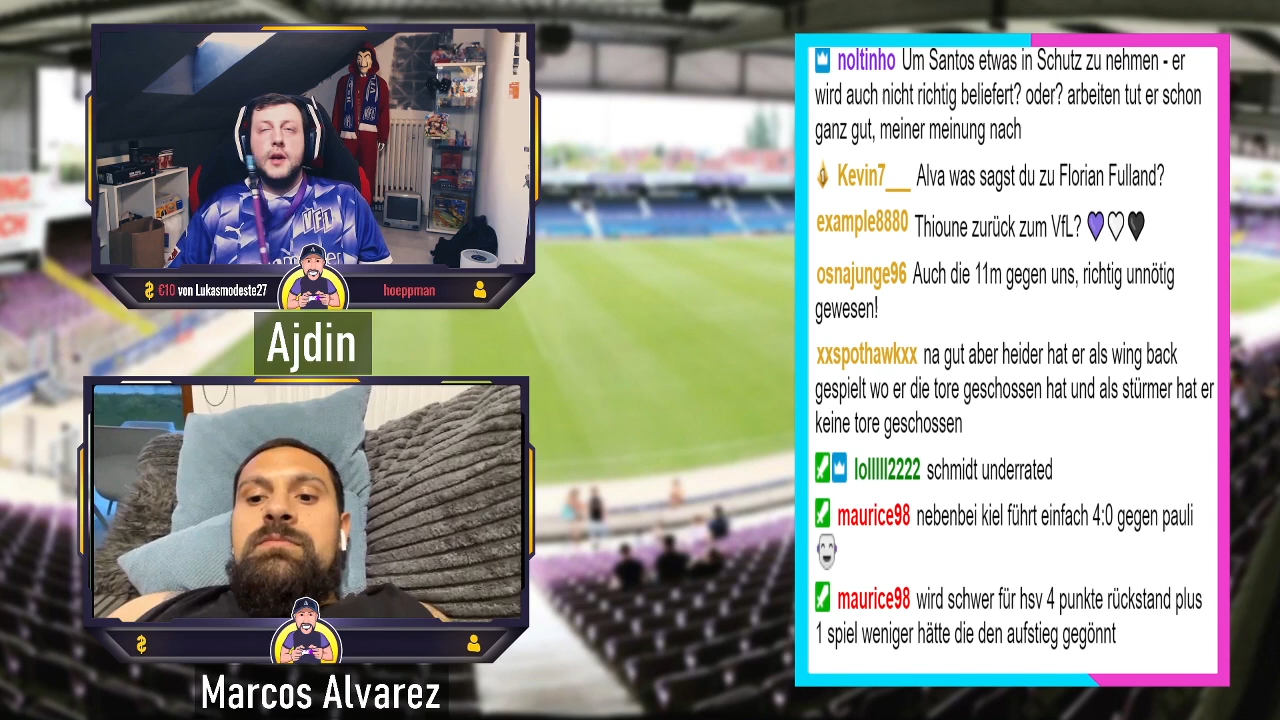 €10 von Lukasmodeste27
hoeppman
Ajdin
VFL
Marcos Alvarez
noltinho Um Santos etwas in Schutz zu nehmen - er
wird auch nicht richtig beliefert? oder? arbeiten tut er schon
ganz gut, meiner meinung nach
Kevin7___ Alva was sagst du zu Florian Fulland?
example8880 Thioune zurück zum VfL? 💜🤍🖤
osnajunge96 Auch die 11m gegen uns, richtig unnötig
gewesen!
xxspothawkxx na gut aber heider hat er als wing back
gespielt wo er die tore geschossen hat und als stürmer hat er
keine tore geschossen
lolllll2222 schmidt underrated
maurice98 nebenbei kiel führt einfach 4:0 gegen pauli
maurice98 wird schwer für hsv 4 punkte rückstand plus
1 spiel weniger hätte die den aufstieg gegönnt